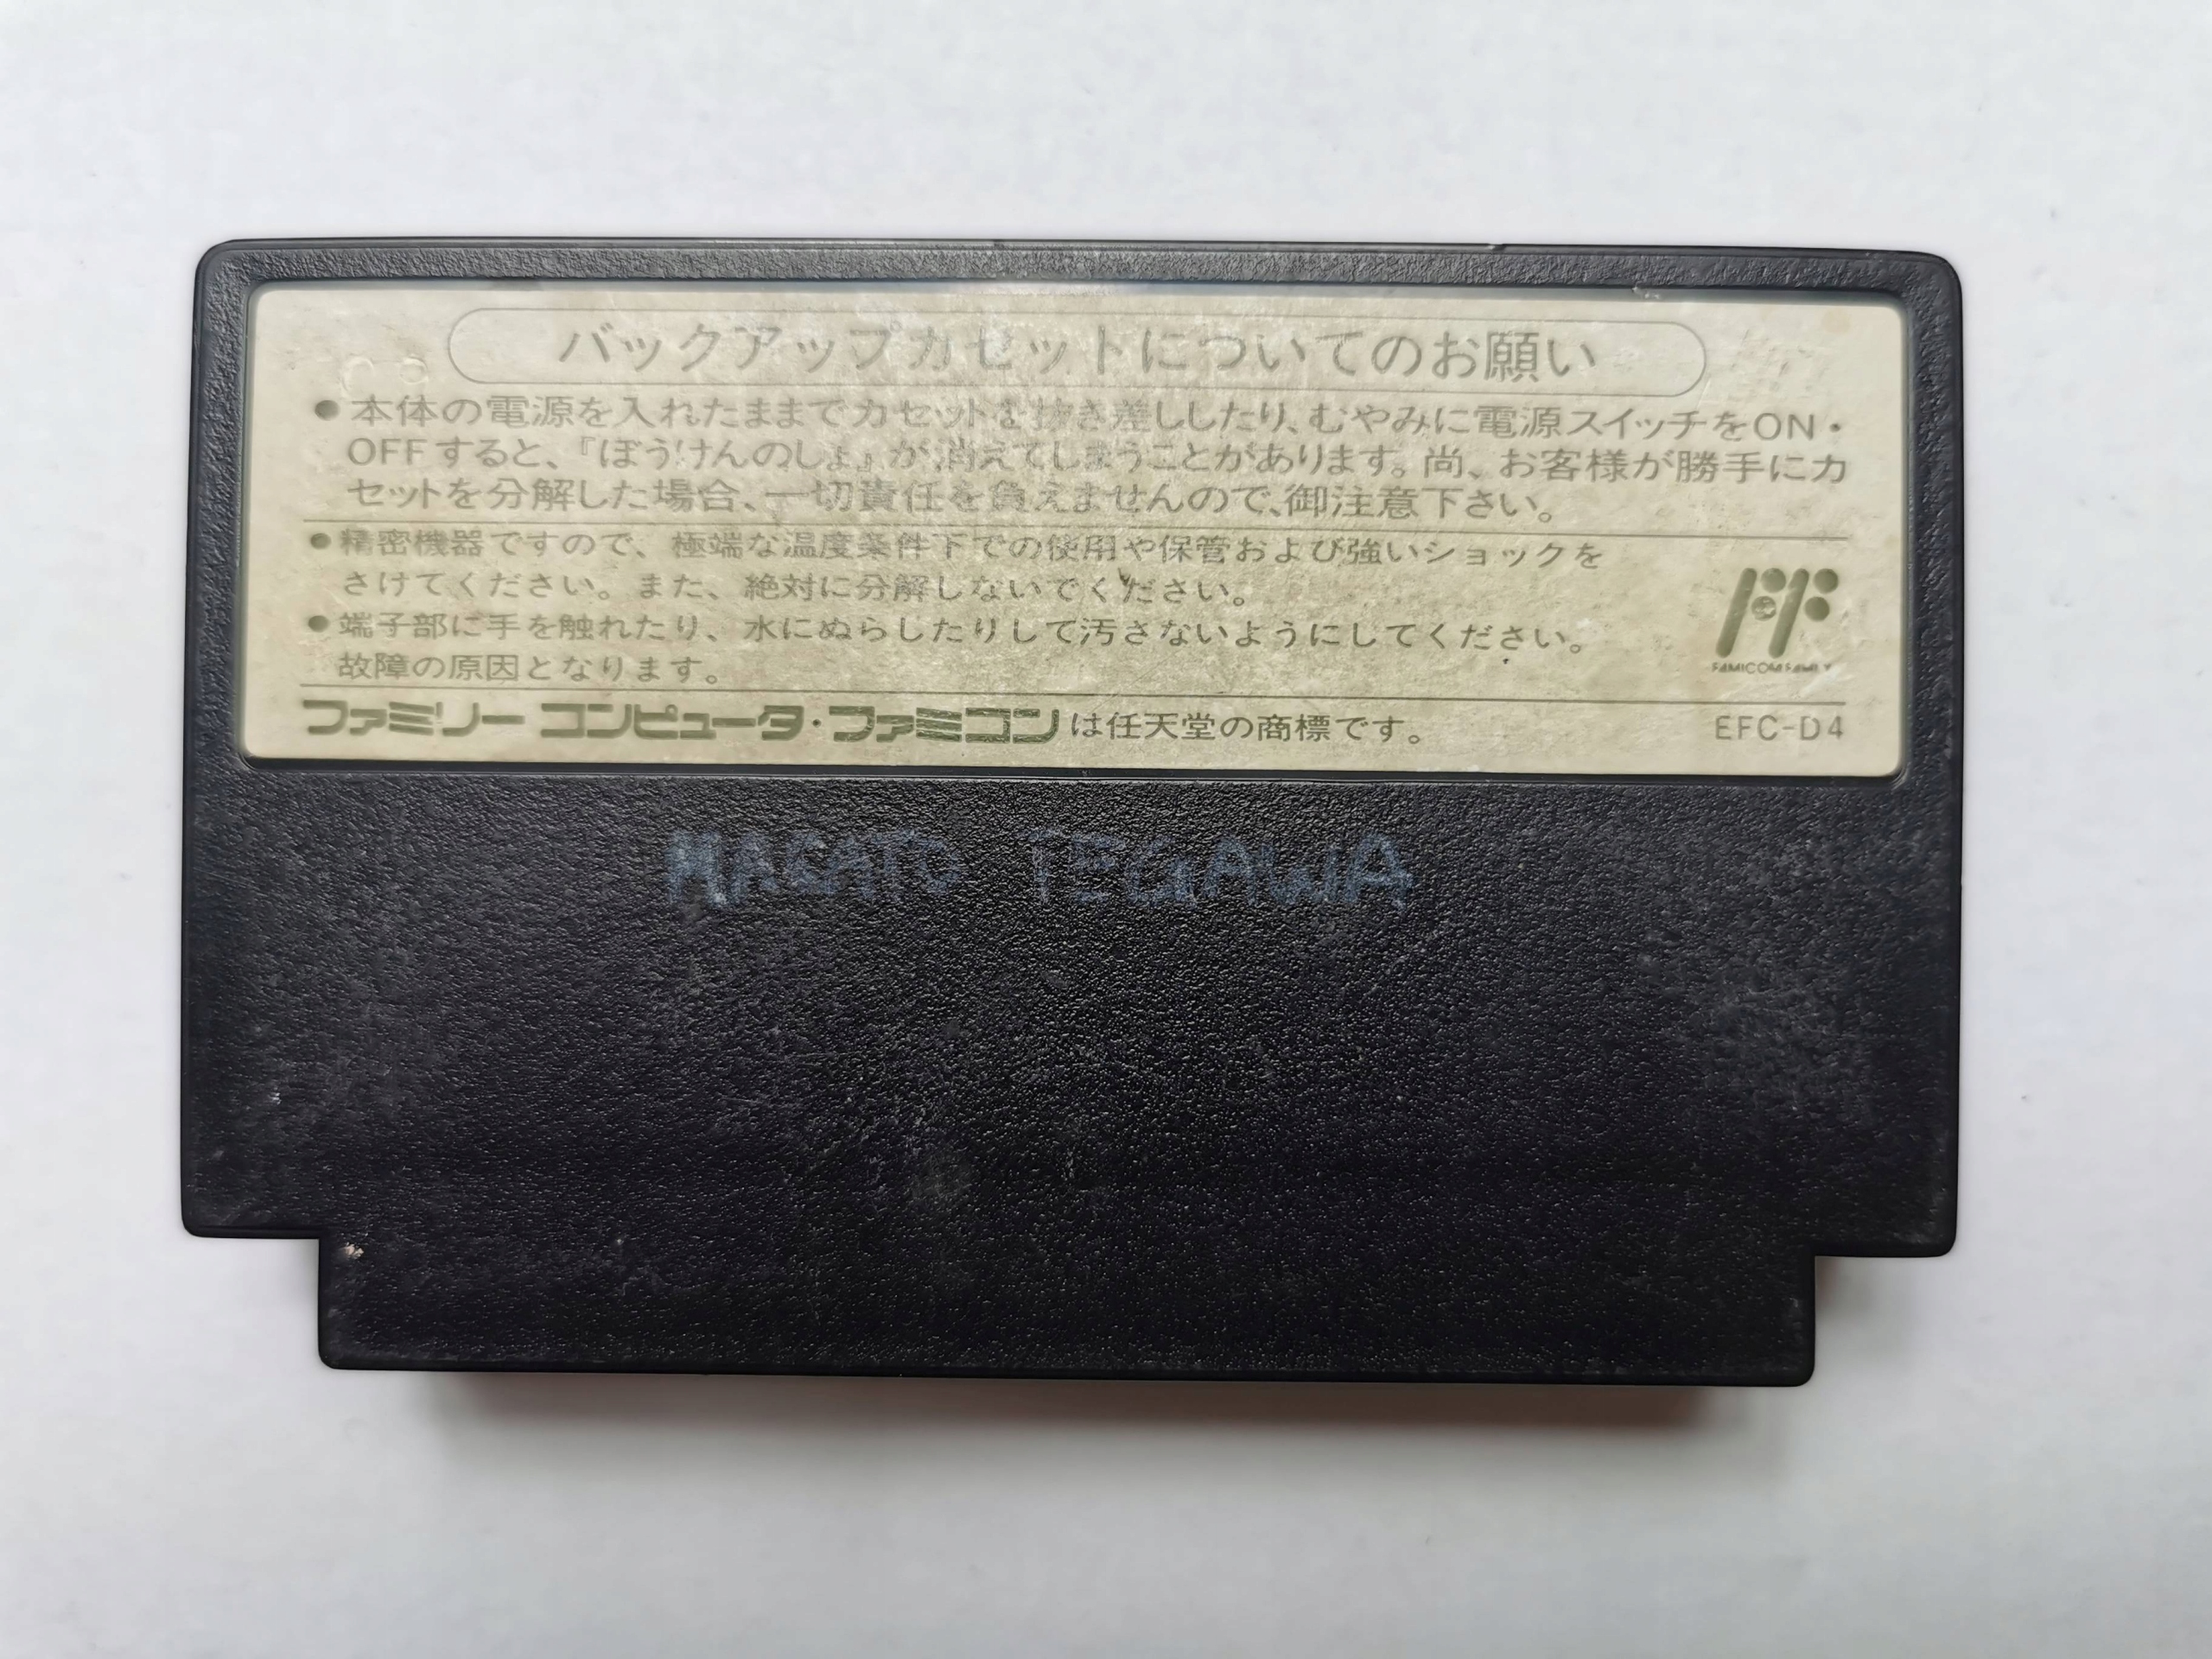 バックアップカセットについてのお願い
●本体の電源を入れたままでカセットを抜き差ししたり、むやみに電源スイッチをON・
OFFすると、『ぼうけんのしょ』が消えてしまうことがあります。尚、お客様が勝手にカ
セットを分解した場合、一切責任を負えませんので、御注意下さい。
●精密機器ですので、極端な温度条件下での使用や保管および強いショックを
さけてください。また、絶対に分解しないでください。
●端子部に手を触れたり、水にぬらしたりして汚さないようにしてください。
故障の原因となります。
FAMICOM FAMILY
ファミリーコンピュータ・ファミコンは任天堂の商標です。
EFC-D4
MASATO TEGAWA